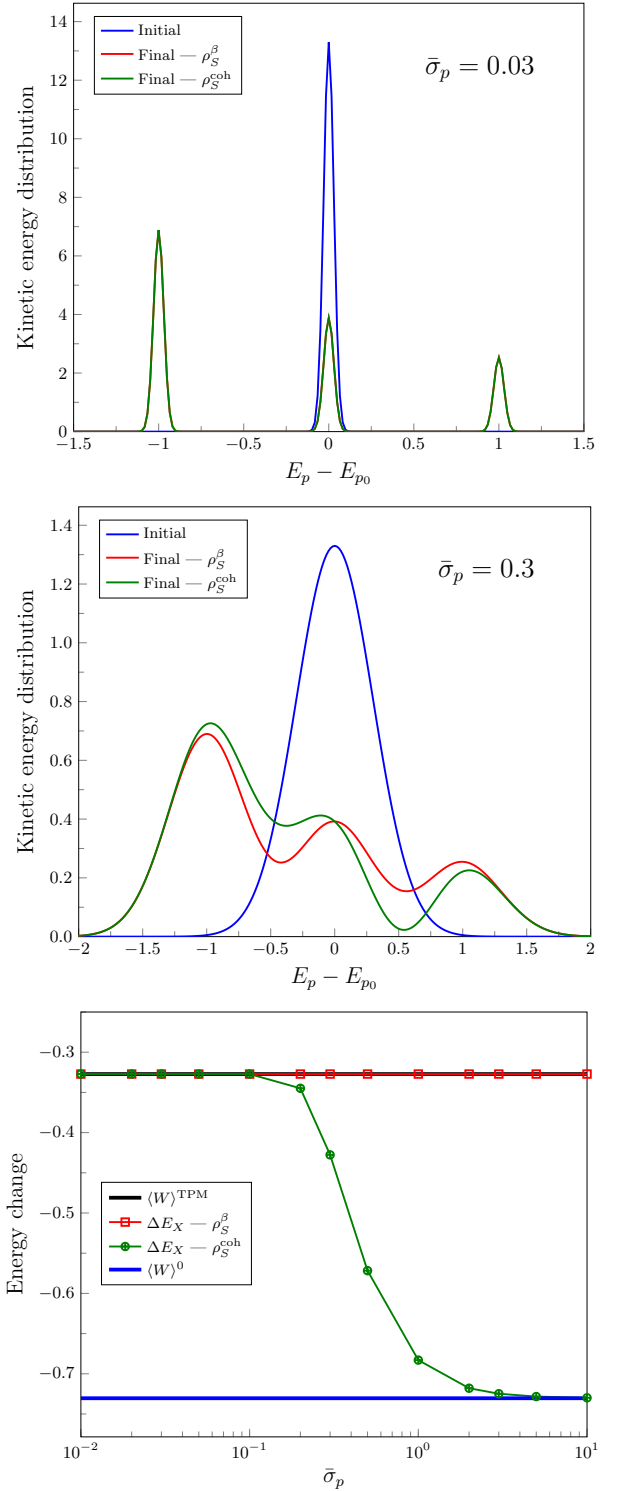 Initial
Final — ρ_S^β
Final — ρ_S^coh
σ̄_p = 0.03
14
12
10
8
6
4
2
0
Kinetic energy distribution
−1.5 −1 −0.5 0 0.5 1 1.5
E_p − E_{p_0}
Initial
Final — ρ_S^β
Final — ρ_S^coh
σ̄_p = 0.3
1.4
1.2
1.0
0.8
0.6
0.4
0.2
0.0
Kinetic energy distribution
−2 −1.5 −1 −0.5 0 0.5 1 1.5 2
E_p − E_{p_0}
−0.3
−0.4
−0.5
−0.6
−0.7
Energy change
⟨W⟩^TPM
ΔE_X — ρ_S^β
ΔE_X — ρ_S^coh
⟨W⟩^0
10^−2 10^−1 10^0 10^1
σ̄_p